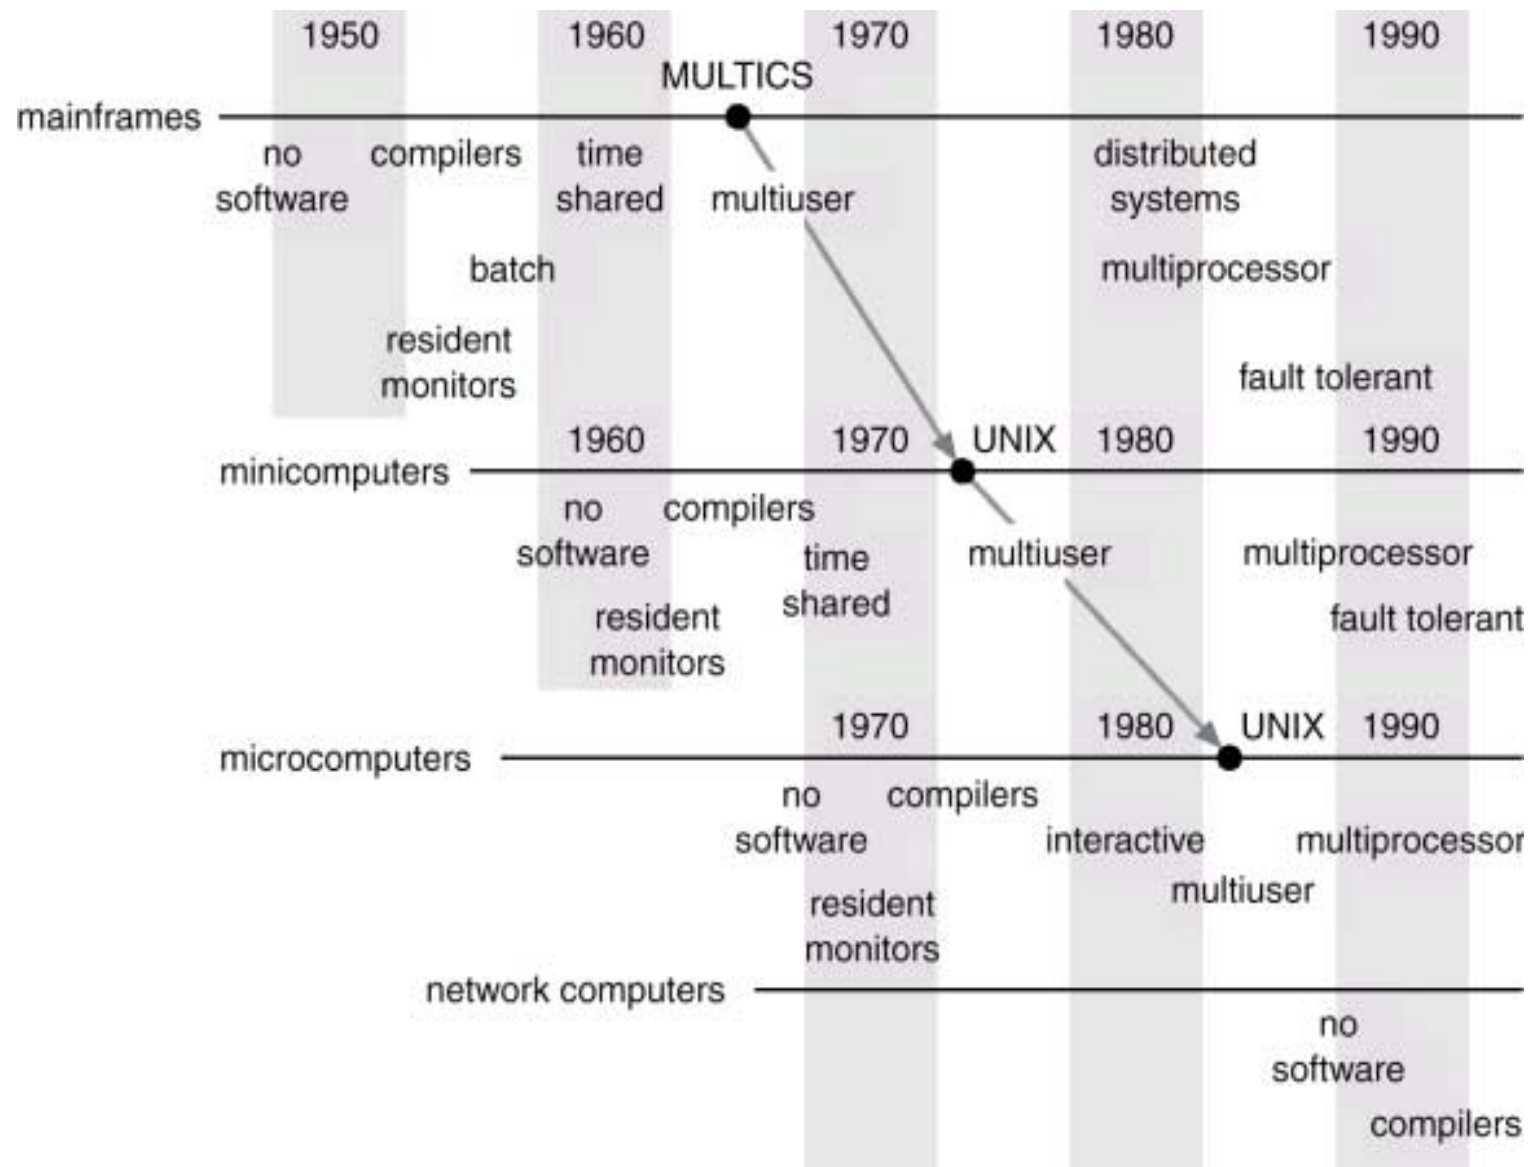 1950 1960 1970 1980 1990
MULTICS
mainframes
no compilers time distributed
software shared multiuser systems
batch multiprocessor
resident
monitors fault tolerant
1960 1970 UNIX 1980 1990
minicomputers
no compilers
software time multiuser multiprocessor
shared
resident fault tolerant
monitors
1970 1980 UNIX 1990
microcomputers
no compilers
software interactive multiprocessor
multiuser
resident
monitors
network computers
no
software
compilers